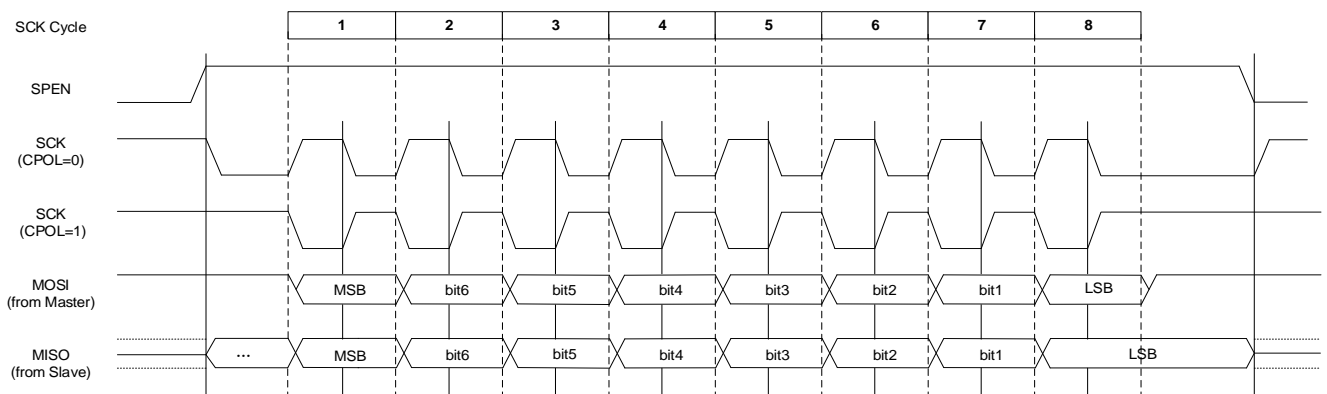 SCK Cycle 1 2 3 4 5 6 7 8
SPEN
SCK
(CPOL=0)
SCK
(CPOL=1)
MOSI
(from Master)
MSB bit6 bit5 bit4 bit3 bit2 bit1 LSB
MISO
(from Slave)
... MSB bit6 bit5 bit4 bit3 bit2 bit1 LSB